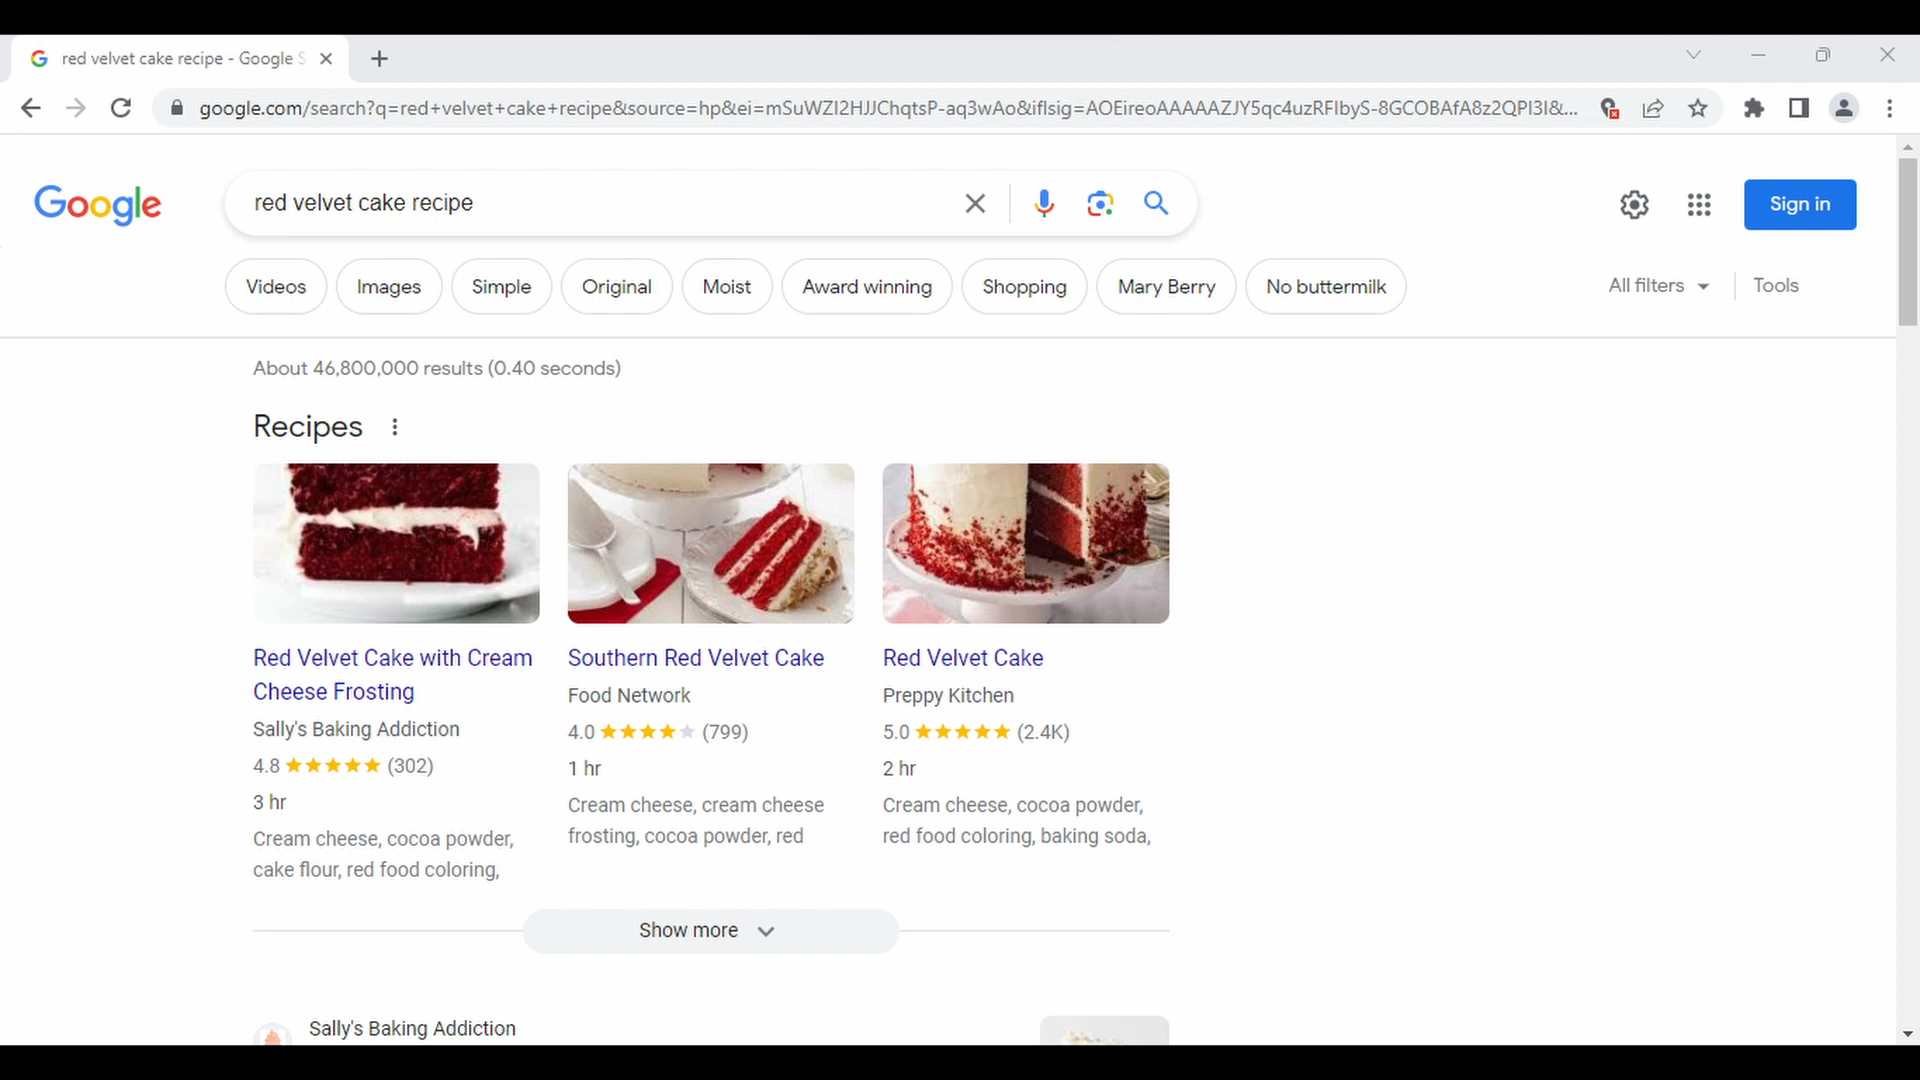 red velvet cake recipe - Google S
google.com/search?q=red+velvet+cake+recipe&source=hp&ei=mSuWZI2HJJChqtsP-aq3wAo&iflsig=AOEireoAAAAAZJY5qc4uzRFIbyS-8GCOBAfA8z2QPI3I&...
Google
red velvet cake recipe
Sign in
Videos
Images
Simple
Original
Moist
Award winning
Shopping
Mary Berry
No buttermilk
All filters
Tools
About 46,800,000 results (0.40 seconds)
Recipes
Red Velvet Cake with Cream
Cheese Frosting
Sally's Baking Addiction
4.8 (302)
3 hr
Cream cheese, cocoa powder,
cake flour, red food coloring,
Southern Red Velvet Cake
Food Network
4.0 (799)
1 hr
Cream cheese, cream cheese
frosting, cocoa powder, red
Red Velvet Cake
Preppy Kitchen
5.0 (2.4K)
2 hr
Cream cheese, cocoa powder,
red food coloring, baking soda,
Show more
Sally's Baking Addiction